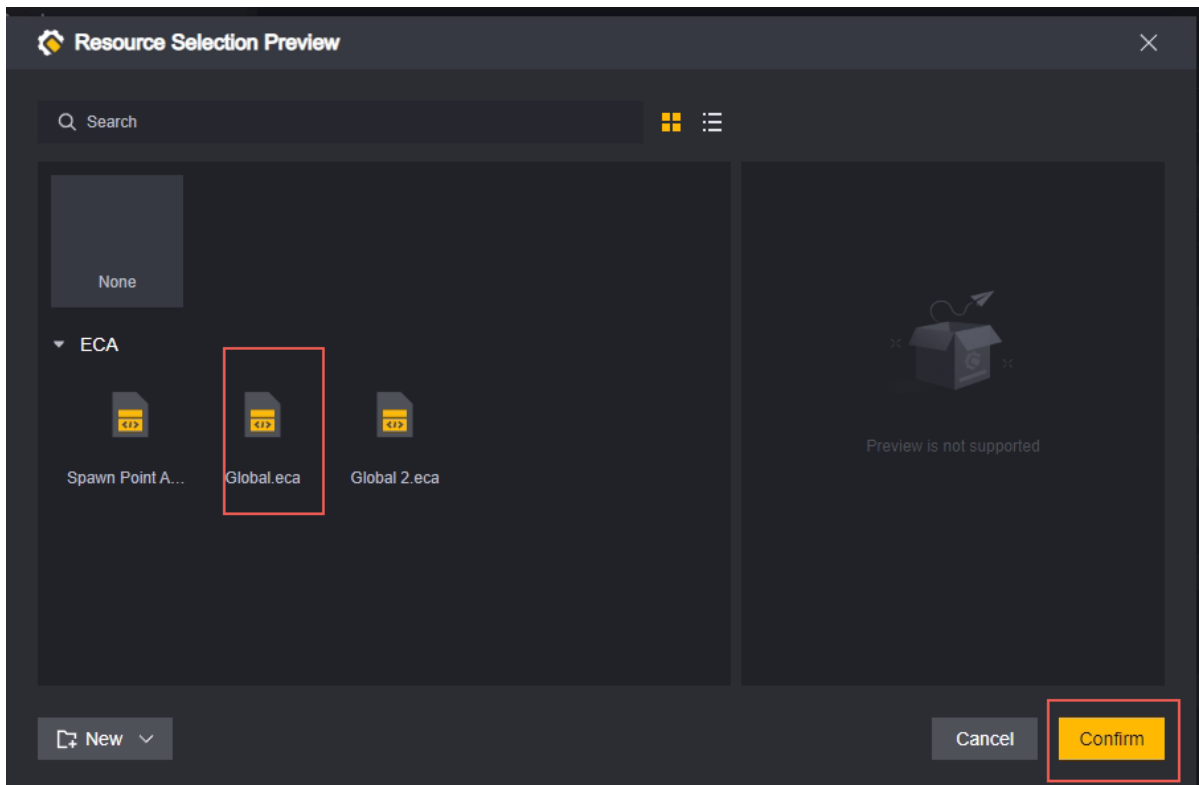 Resource Selection Preview
Search
None
ECA
Spawn Point A...
Global.eca
Global 2.eca
Preview is not supported
New
Cancel
Confirm